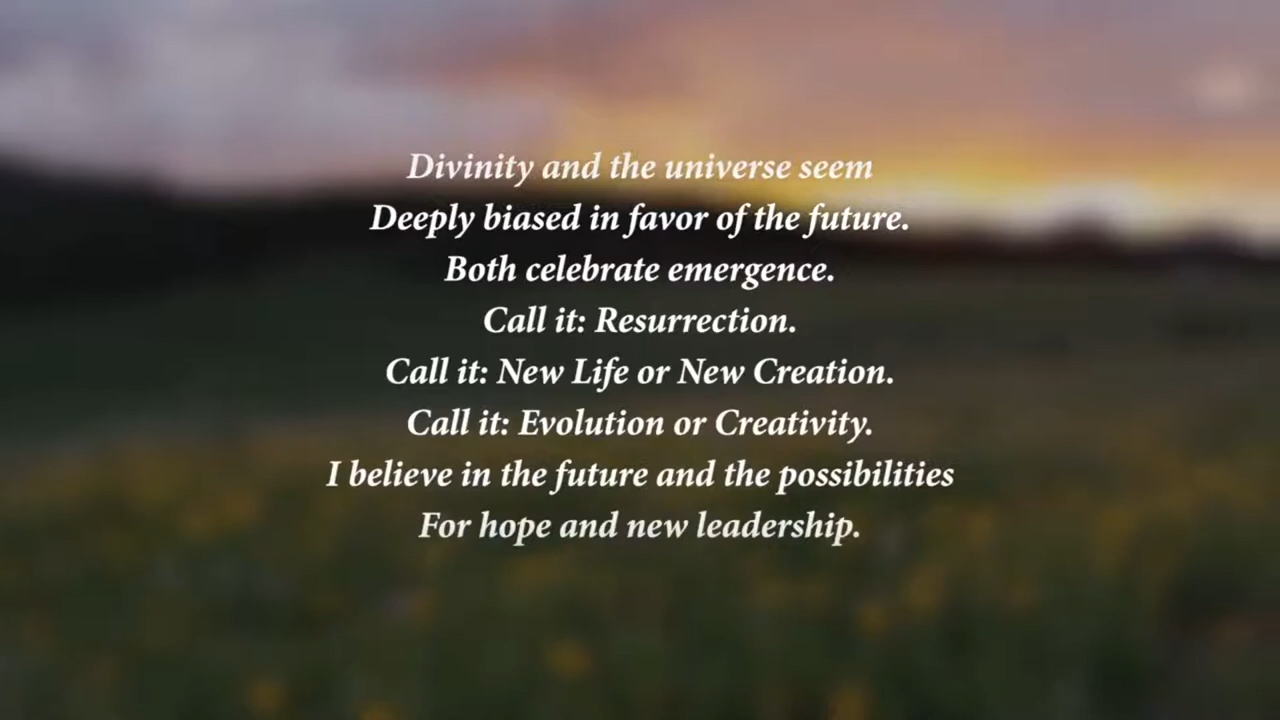 Divinity and the universe seem
Deeply biased in favor of the future.
Both celebrate emergence.
Call it: Resurrection.
Call it: New Life or New Creation.
Call it: Evolution or Creativity.
I believe in the future and the possibilities
For hope and new leadership.